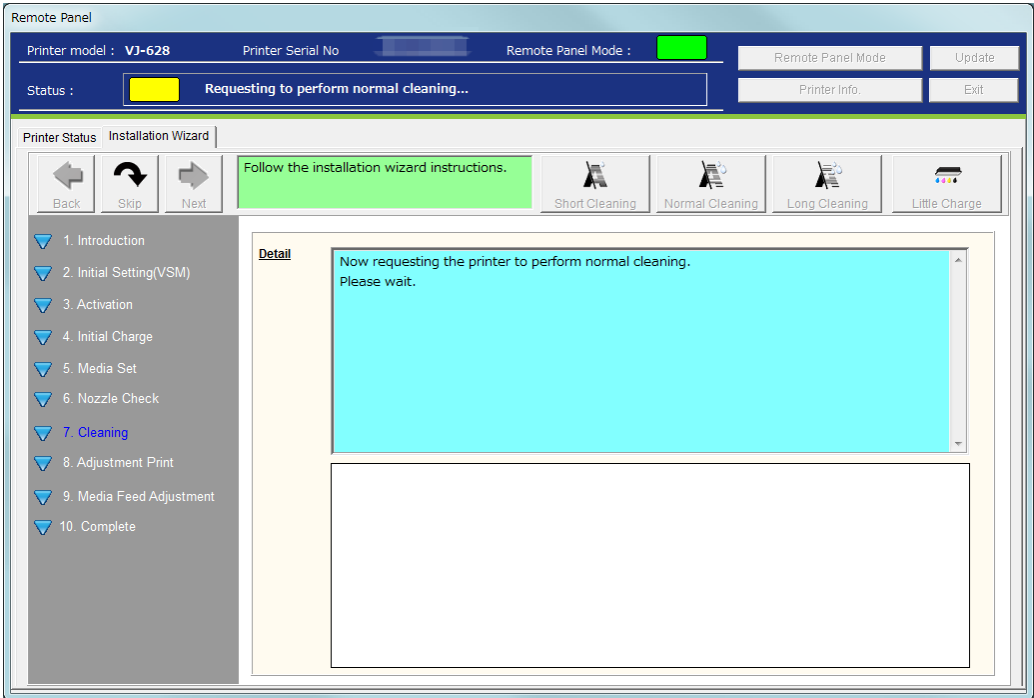 Remote Panel
Printer model : VJ-628 Printer Serial No Remote Panel Mode :
Remote Panel Mode Update
Status : Requesting to perform normal cleaning...
Printer Info. Exit
Printer Status Installation Wizard
Follow the installation wizard instructions.
Back Skip Next Short Cleaning Normal Cleaning Long Cleaning Little Charge
1. Introduction
2. Initial Setting(VSM)
3. Activation
4. Initial Charge
5. Media Set
6. Nozzle Check
7. Cleaning
8. Adjustment Print
9. Media Feed Adjustment
10. Complete
Detail
Now requesting the printer to perform normal cleaning.
Please wait.